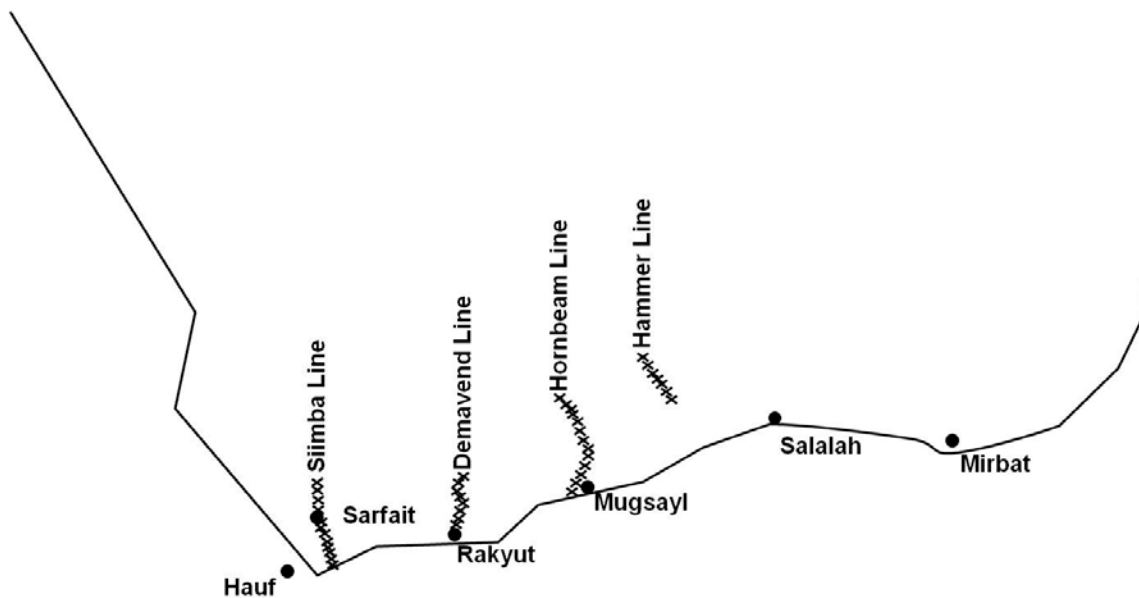 Siimba Line
Demavend Line
Hornbeam Line
Hammer Line
Salalah
Mirbat
Mugsayl
Sarfait
Rakyut
Hauf